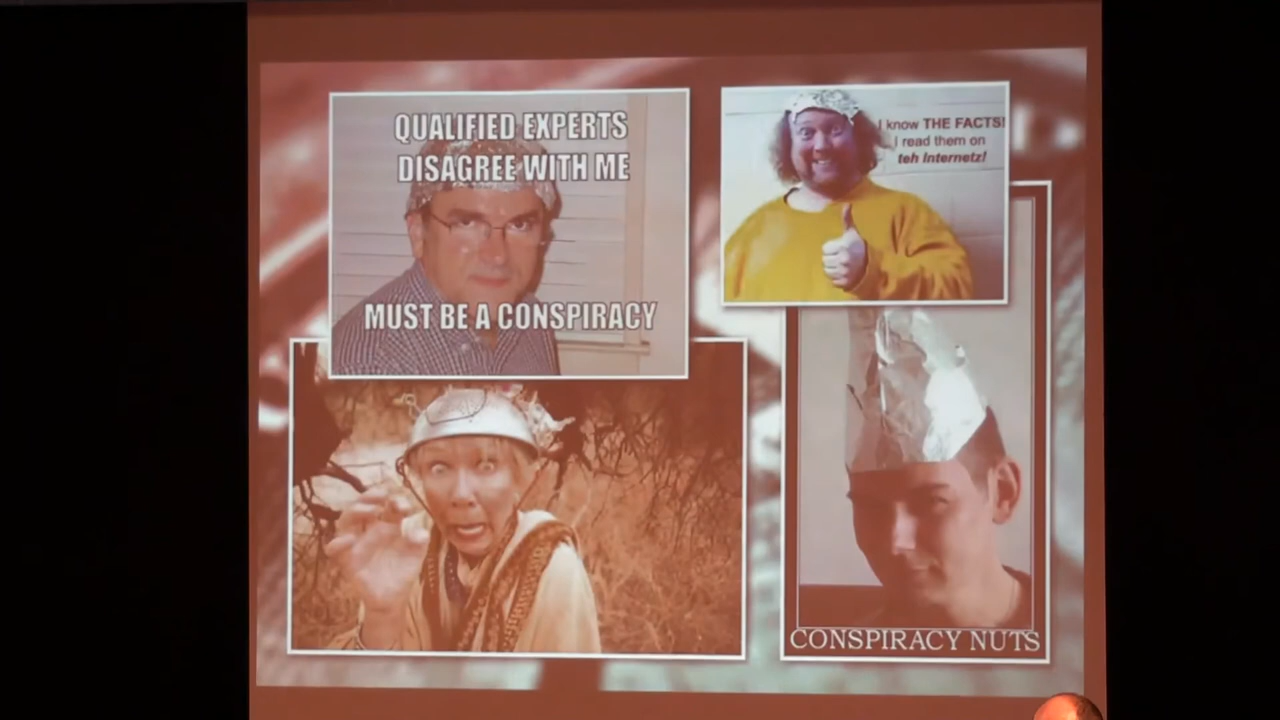 QUALIFIED EXPERTS
DISAGREE WITH ME
MUST BE A CONSPIRACY
I know THE FACTS!
I read them on
teh Internetz!
CONSPIRACY NUTS